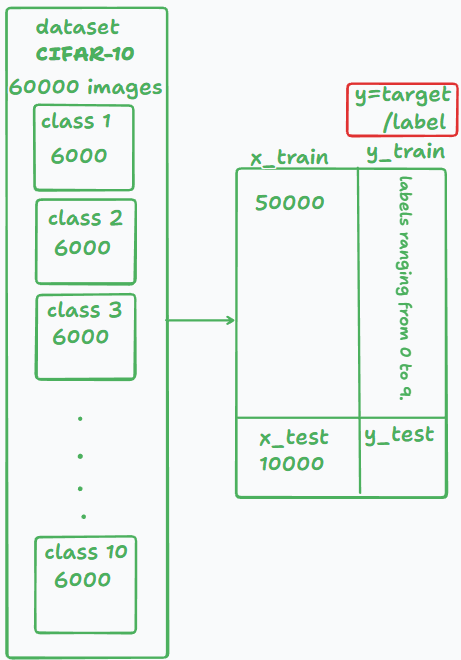 dataset
CIFAR-10
60000 images
class 1
6000
class 2
6000
class 3
6000
class 10
6000
y=target
/label
x_train
y_train
50000
labels ranging from 0 to 9.
x_test
y_test
10000